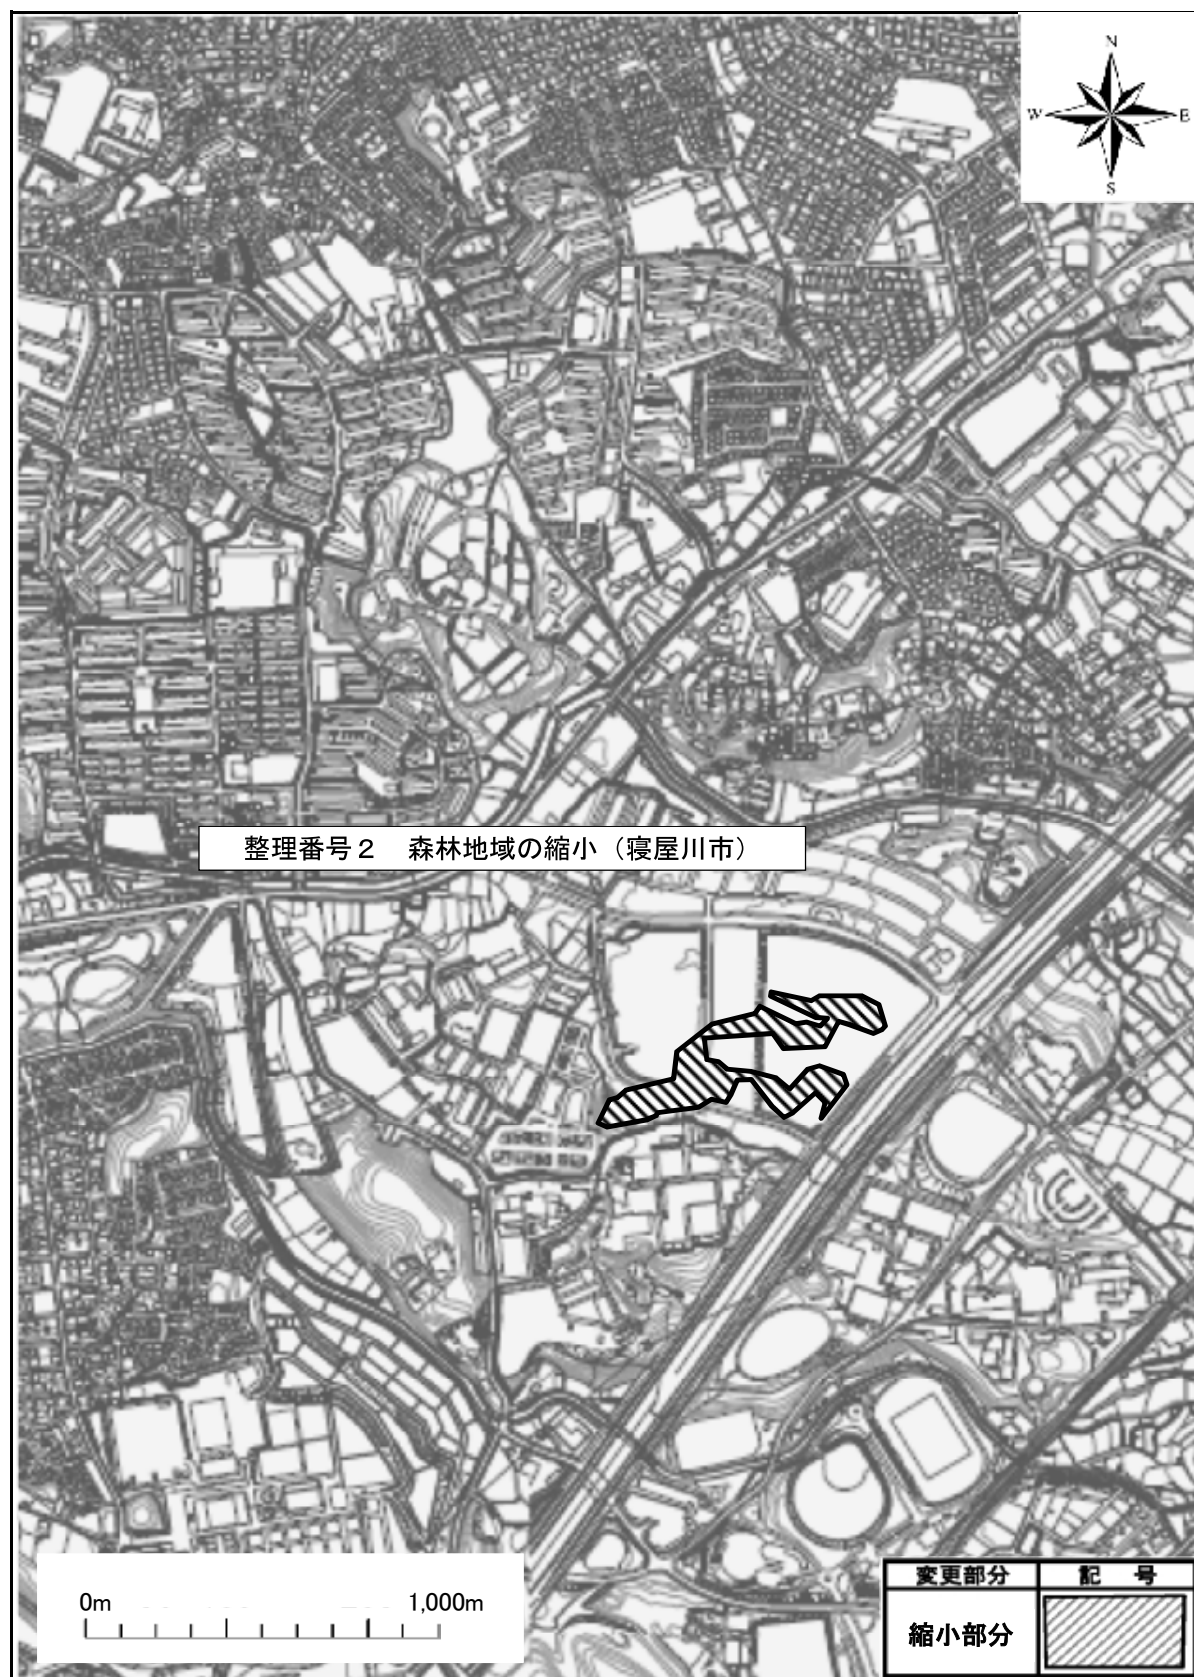 N
W E
S
整理番号２　森林地域の縮小（寝屋川市）
0m 1,000m
変更部分 記　号
縮小部分